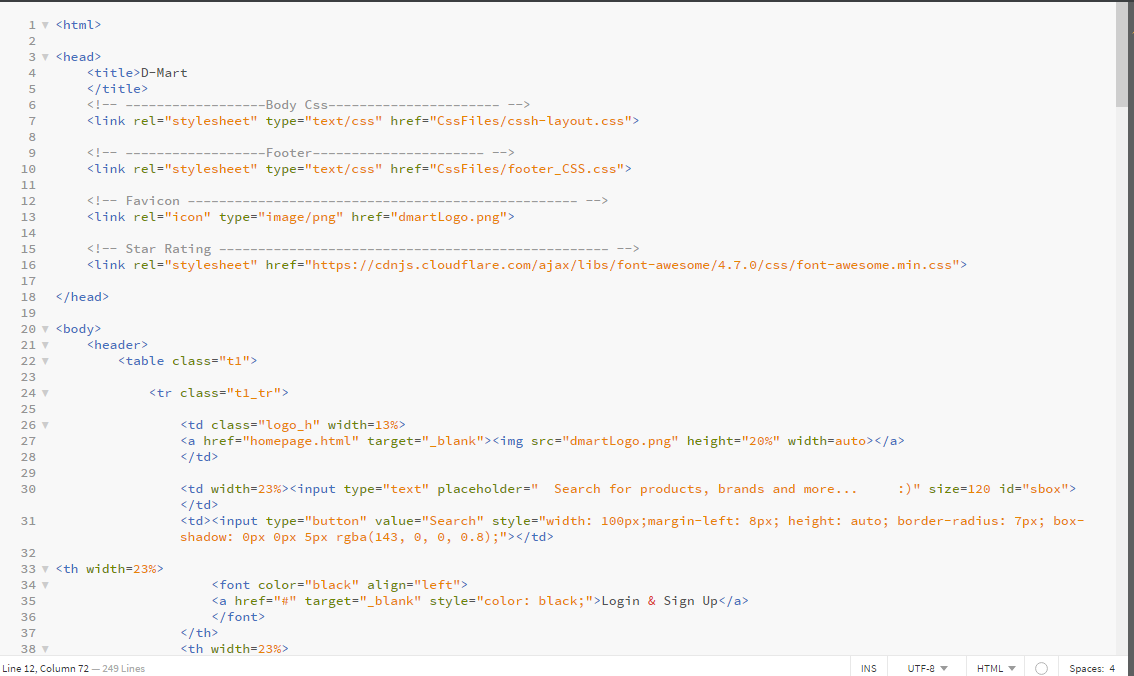 1 <html>
2
3 <head>
4     <title>D-Mart
5     </title>
6     <!-- ------------------Body Css---------------------- -->
7     <link rel="stylesheet" type="text/css" href="CssFiles/cssh-layout.css">
8
9     <!-- ------------------Footer---------------------- -->
10     <link rel="stylesheet" type="text/css" href="CssFiles/footer_CSS.css">
11
12     <!-- Favicon -------------------------------------------------- -->
13     <link rel="icon" type="image/png" href="dmartLogo.png">
14
15     <!-- Star Rating -------------------------------------------------- -->
16     <link rel="stylesheet" href="https://cdnjs.cloudflare.com/ajax/libs/font-awesome/4.7.0/css/font-awesome.min.css">
17
18 </head>
19
20 <body>
21     <header>
22         <table class="t1">
23
24             <tr class="t1_tr">
25
26                 <td class="logo_h" width=13%>
27                 <a href="homepage.html" target="_blank"><img src="dmartLogo.png" height="20%" width=auto></a>
28                 </td>
29
30                 <td width=23%><input type="text" placeholder="  Search for products, brands and more...     :)" size=120 id="sbox">
                </td>
31                 <td><input type="button" value="Search" style="width: 100px;margin-left: 8px; height: auto; border-radius: 7px; box-
                shadow: 0px 0px 5px rgba(143, 0, 0, 0.8);"></td>
32
33 <th width=23%>
34                     <font color="black" align="left">
35                     <a href="#" target="_blank" style="color: black;">Login & Sign Up</a>
36                     </font>
37                 </th>
38                 <th width=23%>
Line 12, Column 72 — 249 Lines
INS UTF-8 HTML Spaces: 4